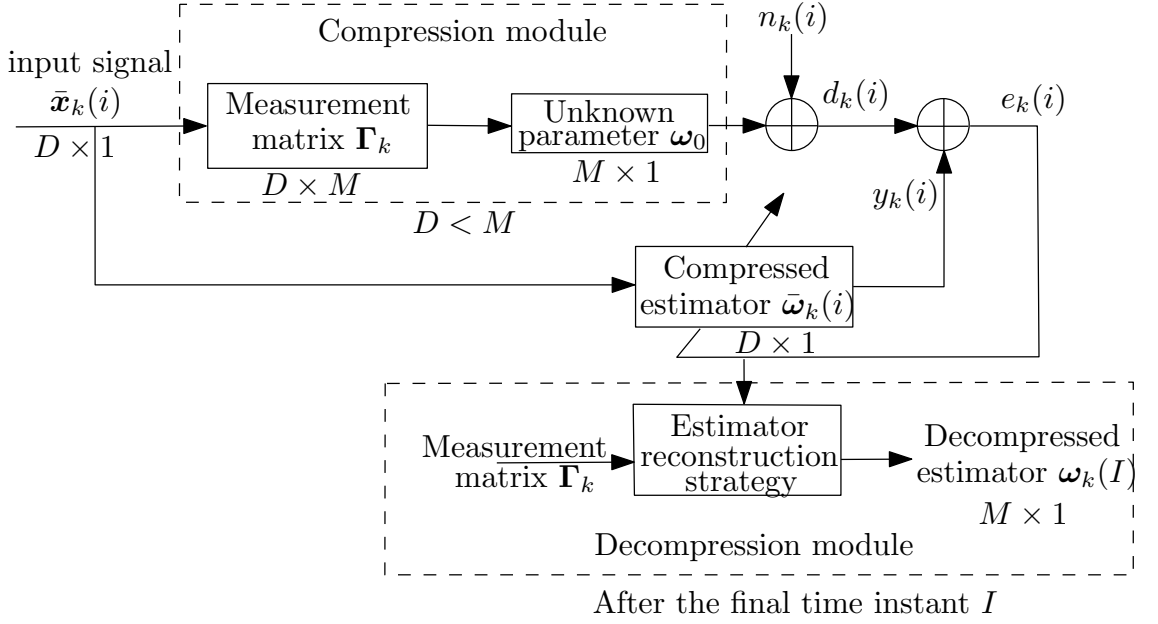 Compression module
n_k(i)
input signal
x̄_k(i)
D × 1
Measurement
matrix Γ_k
D × M
Unknown
parameter ω_0
M × 1
D < M
d_k(i)
e_k(i)
y_k(i)
Compressed
estimator ω̄_k(i)
D × 1
Measurement
matrix Γ_k
Estimator
reconstruction
strategy
Decompressed
estimator ω_k(I)
M × 1
Decompression module
After the final time instant I